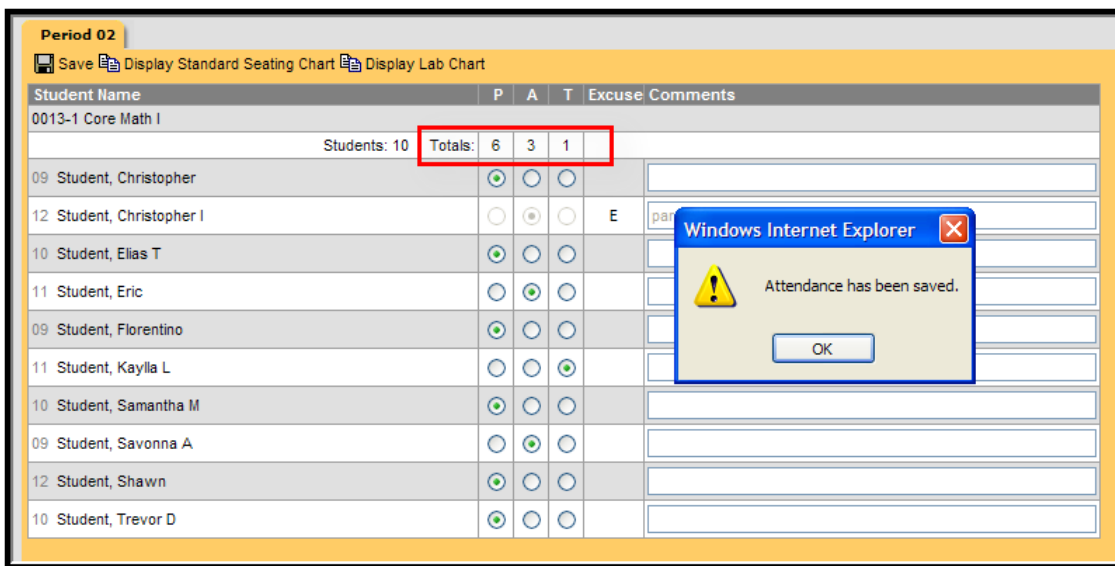 Period 02
Save Display Standard Seating Chart Display Lab Chart
Student Name P A T Excuse Comments
0013-1 Core Math I
Students: 10 Totals: 6 3 1
09 Student, Christopher
12 Student, Christopher I E
10 Student, Elias T
11 Student, Eric
09 Student, Florentino
11 Student, Kaylla L
10 Student, Samantha M
09 Student, Savonna A
12 Student, Shawn
10 Student, Trevor D
Windows Internet Explorer
Attendance has been saved.
OK